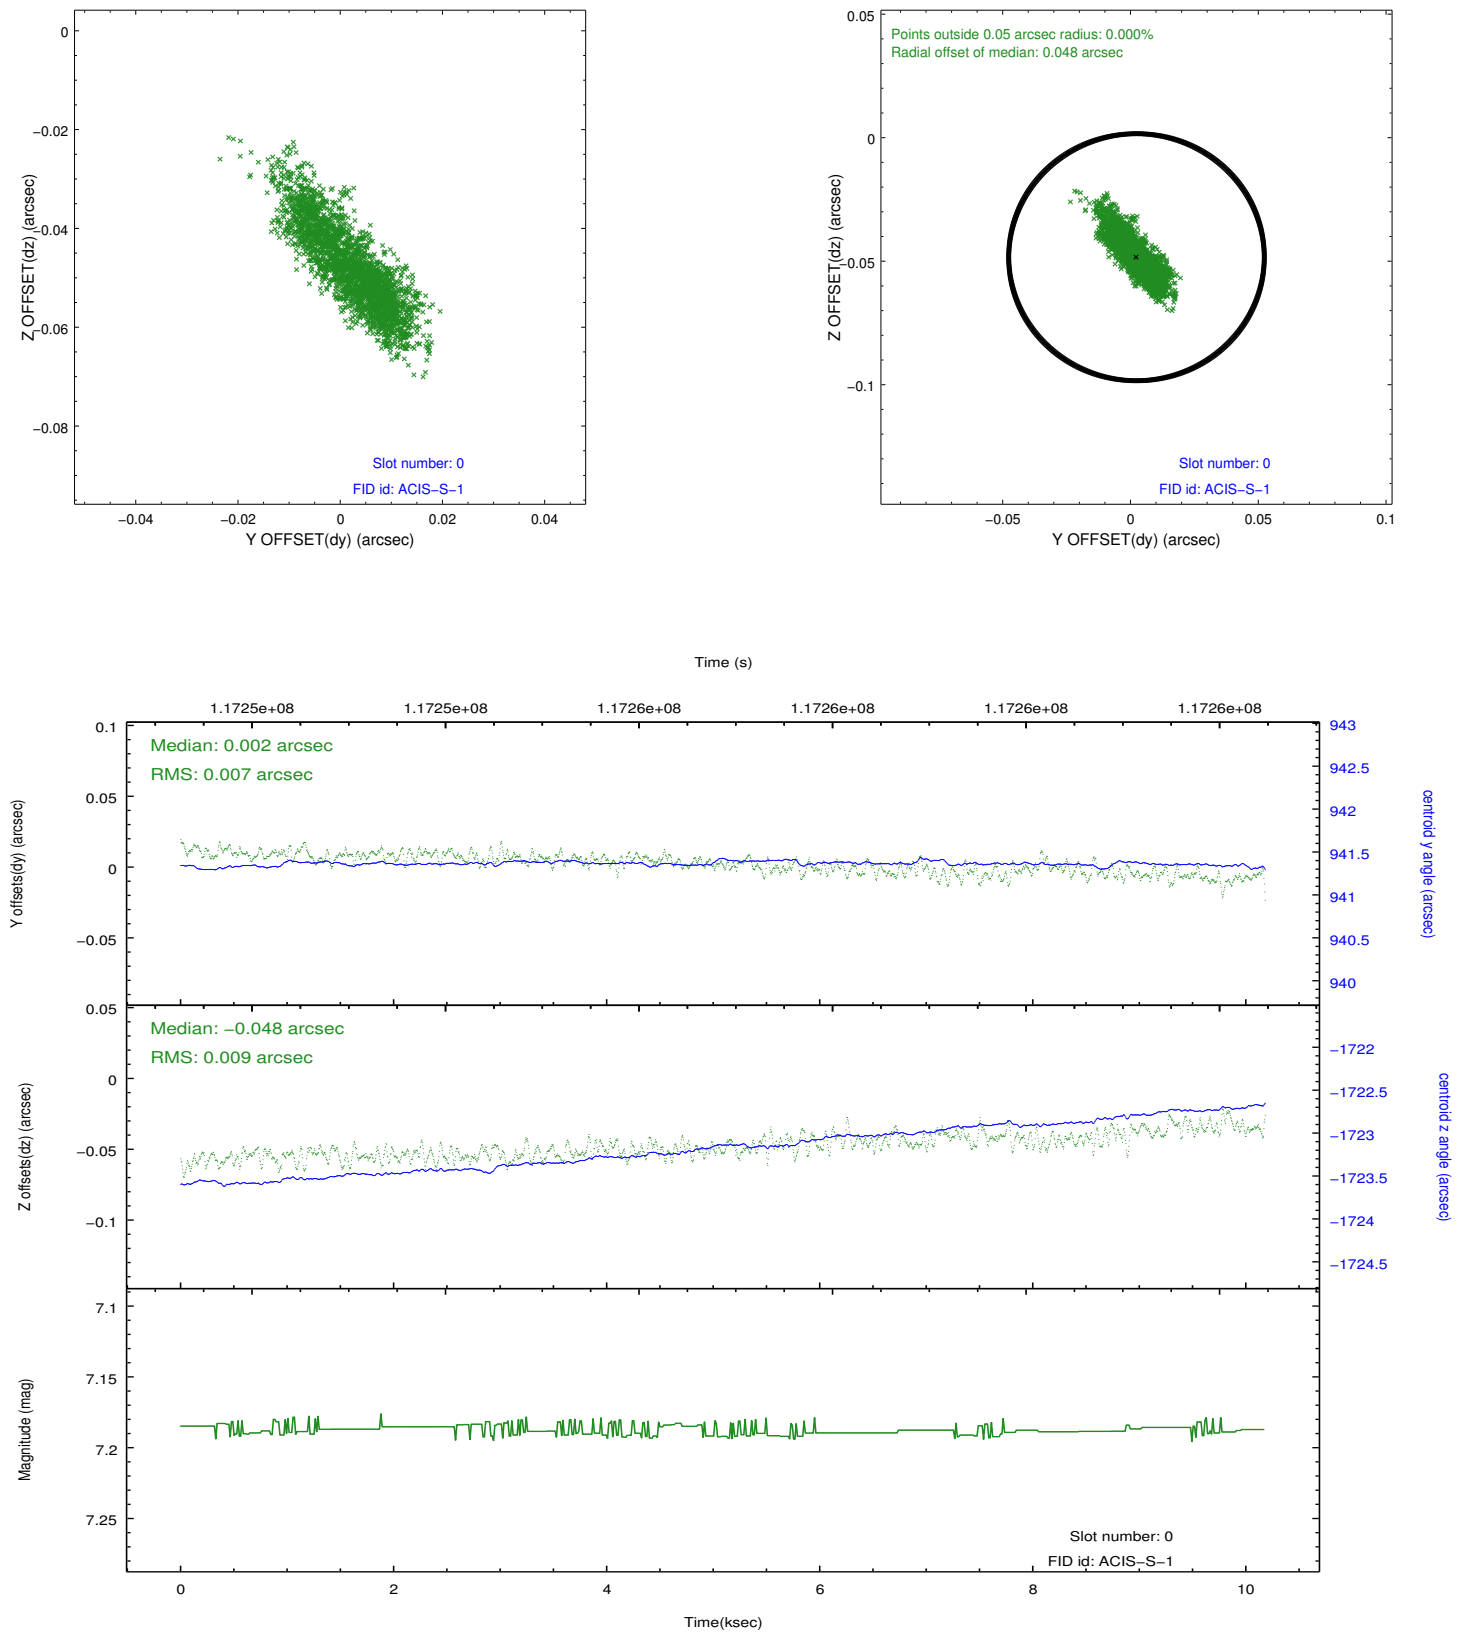 0
−0.02
−0.04
−0.06
−0.08
Z OFFSET(dz) (arcsec)
Slot number: 0
FID id: ACIS−S−1
−0.04 −0.02 0 0.02 0.04
Y OFFSET(dy) (arcsec)
0.05
0
−0.05
−0.1
Z OFFSET(dz) (arcsec)
Points outside 0.05 arcsec radius: 0.000%
Radial offset of median: 0.048 arcsec
Slot number: 0
FID id: ACIS−S−1
−0.05 0 0.05 0.1
Y OFFSET(dy) (arcsec)
Time (s)
1.1725e+08 1.1725e+08 1.1726e+08 1.1726e+08 1.1726e+08 1.1726e+08
0.1
0.05
0
−0.05
Y offsets(dy) (arcsec)
Median: 0.002 arcsec
RMS: 0.007 arcsec
943
942.5
942
941.5
941
940.5
940
centroid y angle (arcsec)
0.05
0
−0.05
−0.1
Z offsets(dz) (arcsec)
Median: −0.048 arcsec
RMS: 0.009 arcsec
−1722
−1722.5
−1723
−1723.5
−1724
−1724.5
centroid z angle (arcsec)
7.1
7.15
7.2
7.25
Magnitude (mag)
Slot number: 0
FID id: ACIS−S−1
0 2 4 6 8 10
Time(ksec)